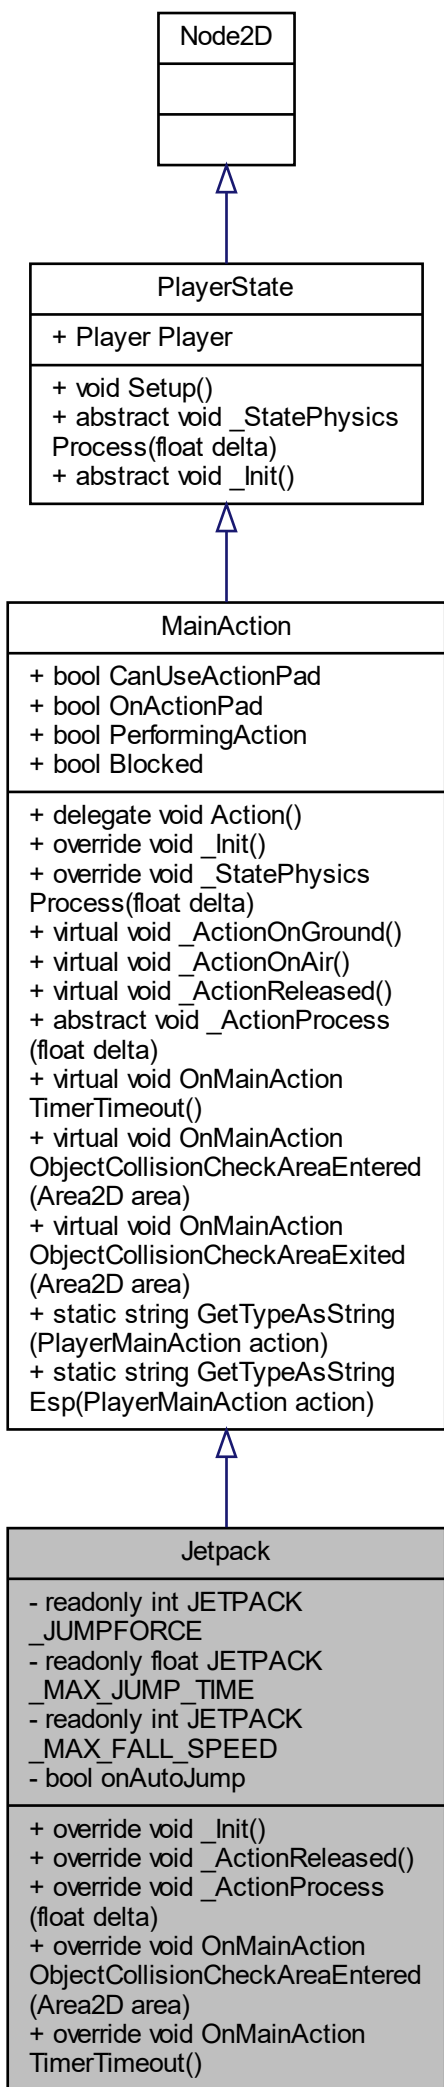 Node2D
PlayerState
+ Player Player
+ void Setup()
+ abstract void _StatePhysics
Process(float delta)
+ abstract void _Init()
MainAction
+ bool CanUseActionPad
+ bool OnActionPad
+ bool PerformingAction
+ bool Blocked
+ delegate void Action()
+ override void _Init()
+ override void _StatePhysics
Process(float delta)
+ virtual void _ActionOnGround()
+ virtual void _ActionOnAir()
+ virtual void _ActionReleased()
+ abstract void _ActionProcess
(float delta)
+ virtual void OnMainAction
TimerTimeout()
+ virtual void OnMainAction
ObjectCollisionCheckAreaEntered
(Area2D area)
+ virtual void OnMainAction
ObjectCollisionCheckAreaExited
(Area2D area)
+ static string GetTypeAsString
(PlayerMainAction action)
+ static string GetTypeAsString
Esp(PlayerMainAction action)
Jetpack
- readonly int JETPACK
_JUMPFORCE
- readonly float JETPACK
_MAX_JUMP_TIME
- readonly int JETPACK
_MAX_FALL_SPEED
- bool onAutoJump
+ override void _Init()
+ override void _ActionReleased()
+ override void _ActionProcess
(float delta)
+ override void OnMainAction
ObjectCollisionCheckAreaEntered
(Area2D area)
+ override void OnMainAction
TimerTimeout()